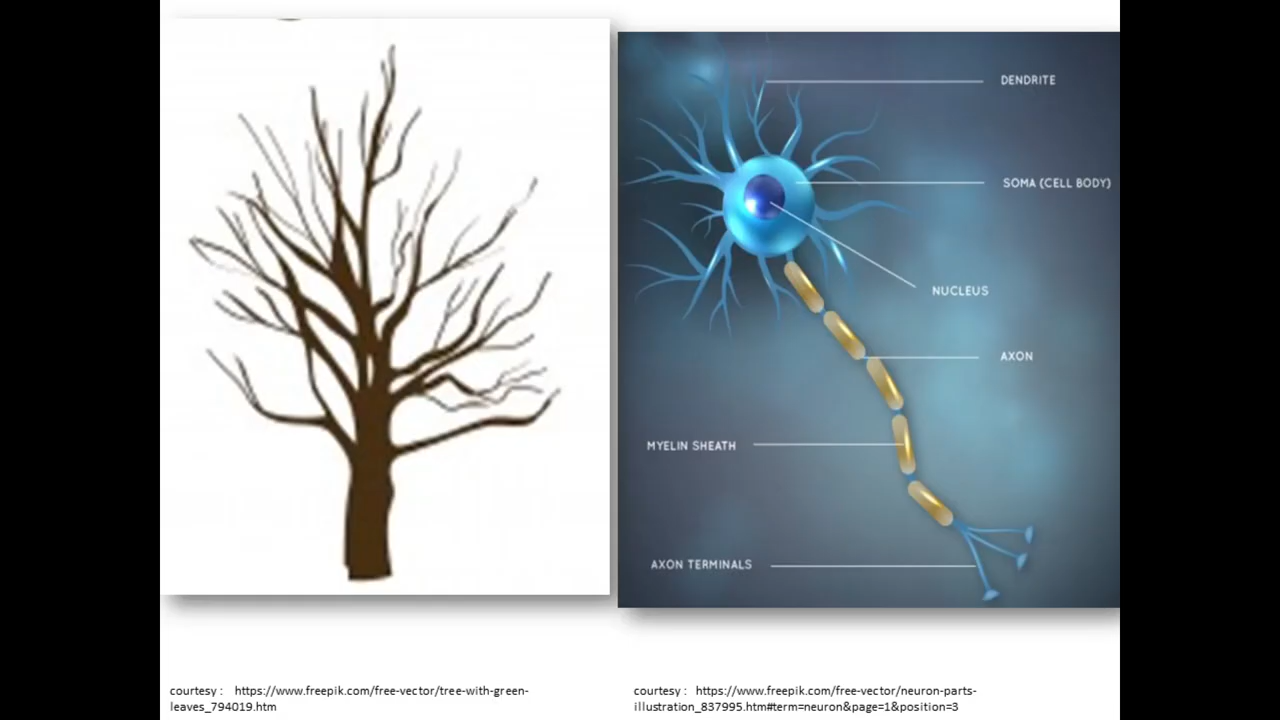 DENDRITE
SOMA (CELL BODY)
NUCLEUS
AXON
MYELIN SHEATH
AXON TERMINALS
courtesy :   https://www.freepik.com/free-vector/tree-with-green-
leaves_794019.htm
courtesy :  https://www.freepik.com/free-vector/neuron-parts-
illustration_837995.htm#term=neuron&page=1&position=3